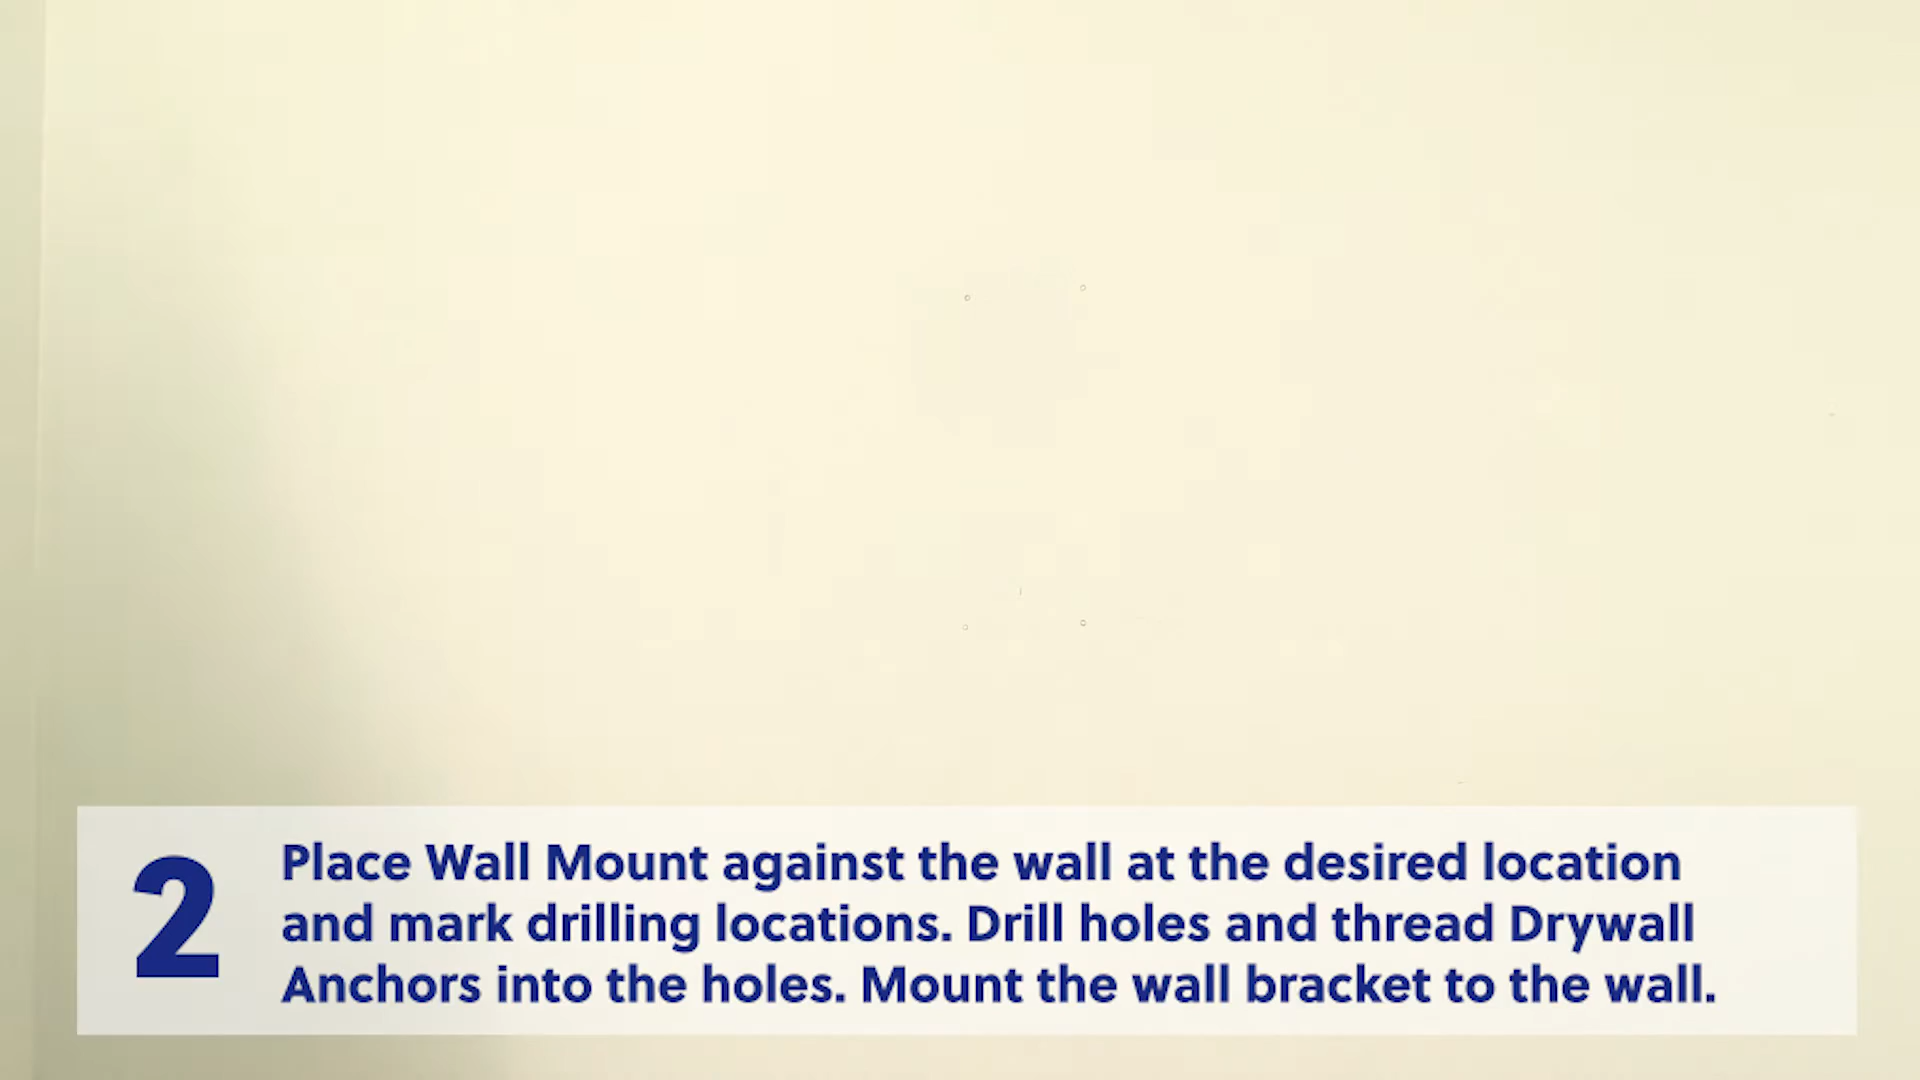 2
Place Wall Mount against the wall at the desired location
and mark drilling locations. Drill holes and thread Drywall
Anchors into the holes. Mount the wall bracket to the wall.